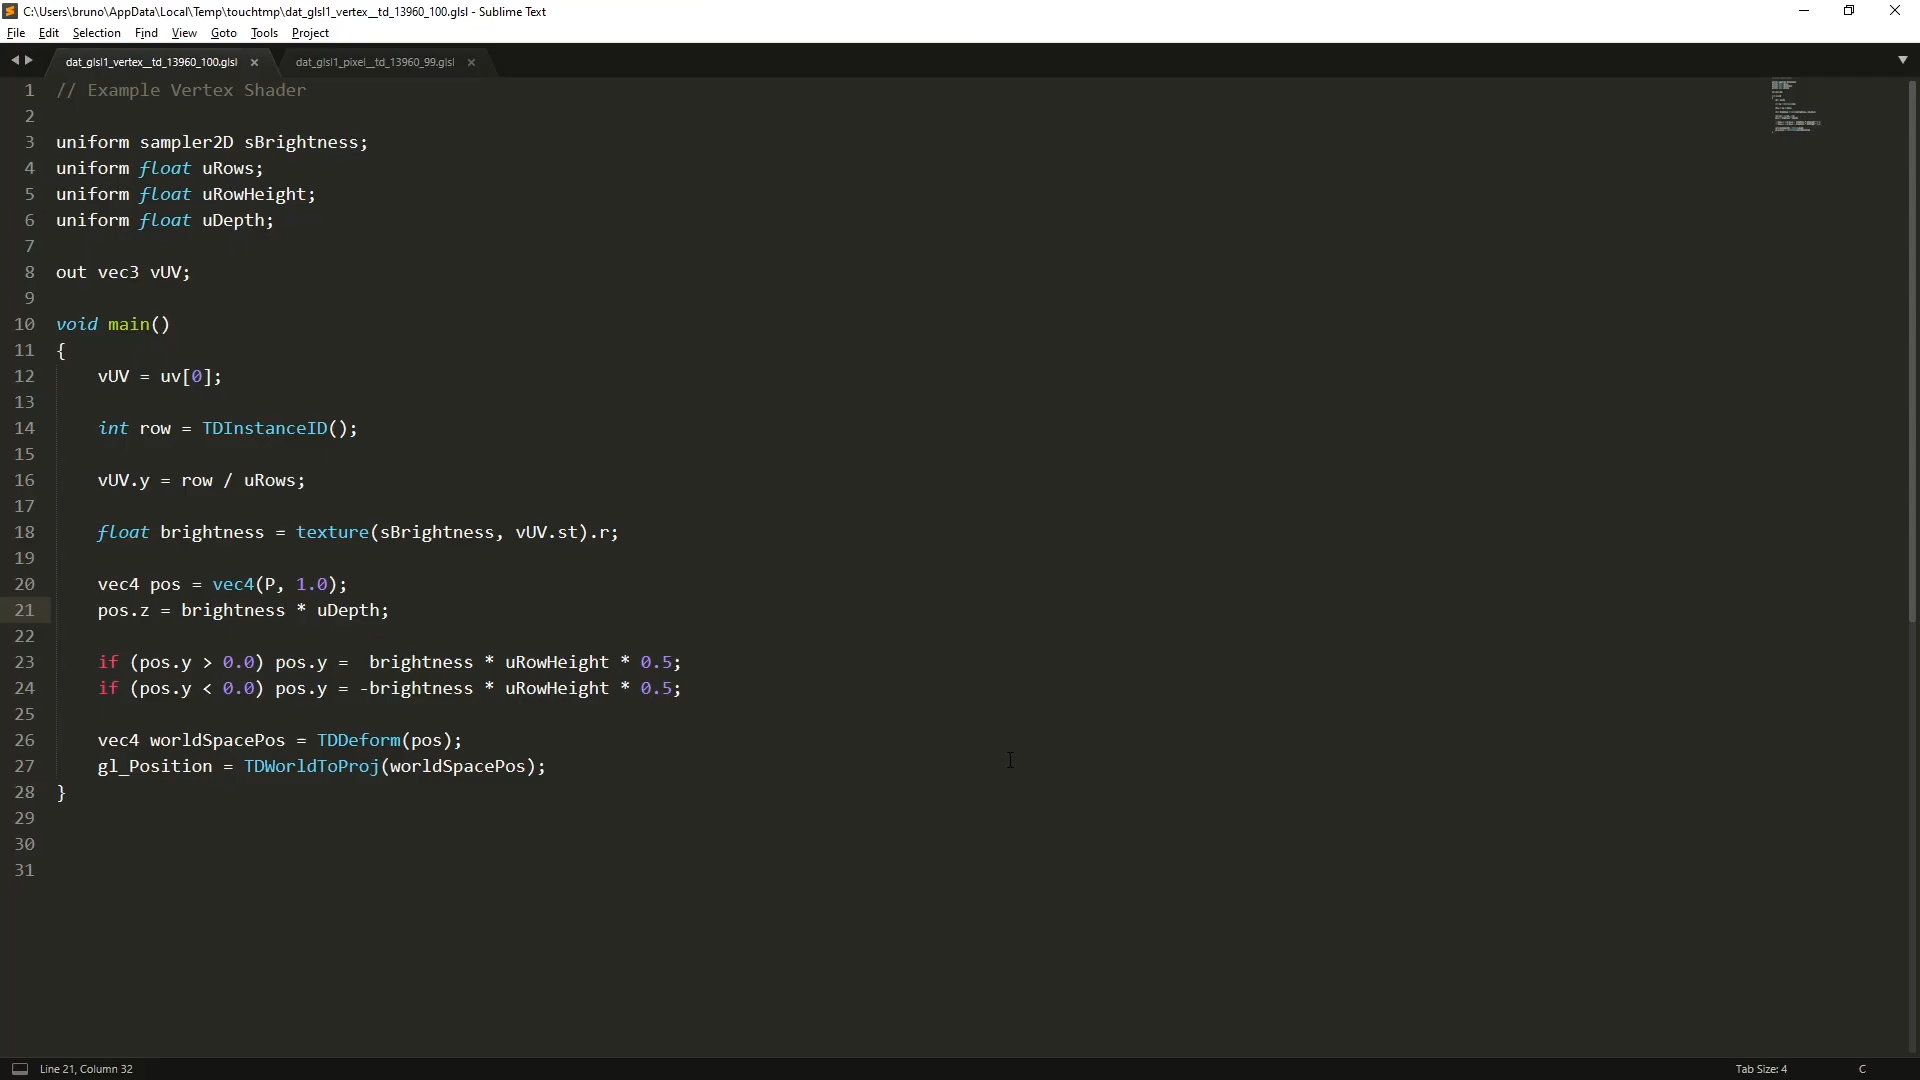 C:\Users\bruno\AppData\Local\Temp\touchtmp\dat_glsl1_vertex__td_13960_100.glsl - Sublime Text
File Edit Selection Find View Goto Tools Project
dat_glsl1_vertex__td_13960_100.glsl × dat_glsl1_pixel__td_13960_99.glsl ×
1 // Example Vertex Shader
2
3 uniform sampler2D sBrightness;
4 uniform float uRows;
5 uniform float uRowHeight;
6 uniform float uDepth;
7
8 out vec3 vUV;
9
10 void main()
11 {
12     vUV = uv[0];
13
14     int row = TDInstanceID();
15
16     vUV.y = row / uRows;
17
18     float brightness = texture(sBrightness, vUV.st).r;
19
20     vec4 pos = vec4(P, 1.0);
21     pos.z = brightness * uDepth;
22
23     if (pos.y > 0.0) pos.y =  brightness * uRowHeight * 0.5;
24     if (pos.y < 0.0) pos.y = -brightness * uRowHeight * 0.5;
25
26     vec4 worldSpacePos = TDDeform(pos);
27     gl_Position = TDWorldToProj(worldSpacePos);
28 }
29
30
31
Line 21, Column 32 Tab Size: 4 C